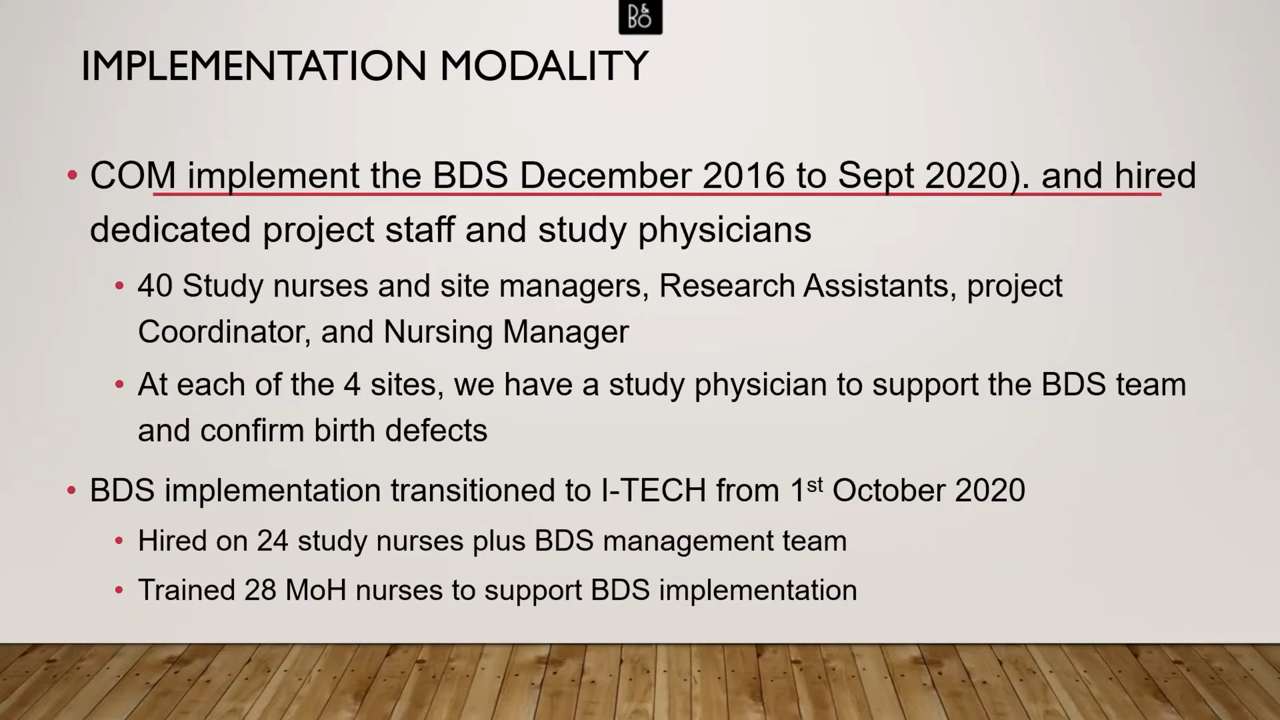 B&O
IMPLEMENTATION MODALITY
• COM implement the BDS December 2016 to Sept 2020). and hired
dedicated project staff and study physicians
• 40 Study nurses and site managers, Research Assistants, project
Coordinator, and Nursing Manager
• At each of the 4 sites, we have a study physician to support the BDS team
and confirm birth defects
• BDS implementation transitioned to I-TECH from 1st October 2020
• Hired on 24 study nurses plus BDS management team
• Trained 28 MoH nurses to support BDS implementation